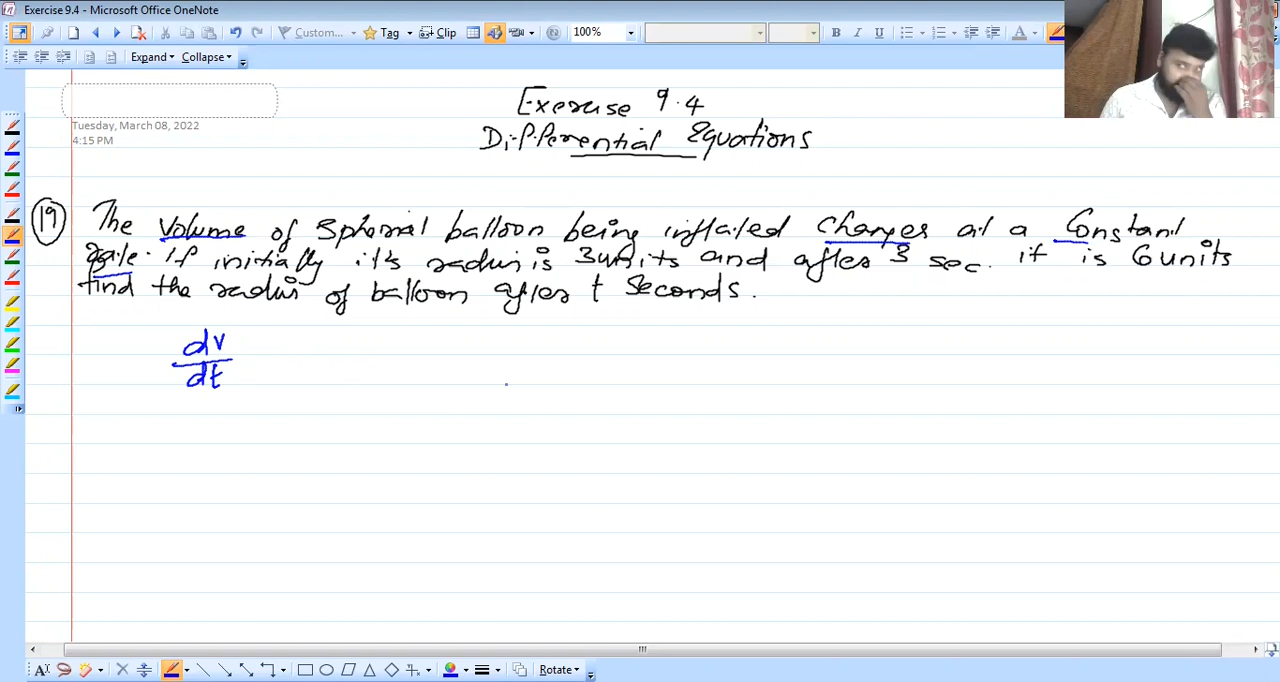 Exercise 9.4 - Microsoft Office OneNote
Custom... Tag Clip 100% B I U A
Expand Collapse
Exercise 9.4
Differential Equations
Tuesday, March 08, 2022
4:15 PM
19 The volume of spherical balloon being inflated changes at a constant
rate. If initially it's radius is 3 units and after 3 sec. it is 6 units
find the radius of balloon after t seconds.
dv
dt
Rotate